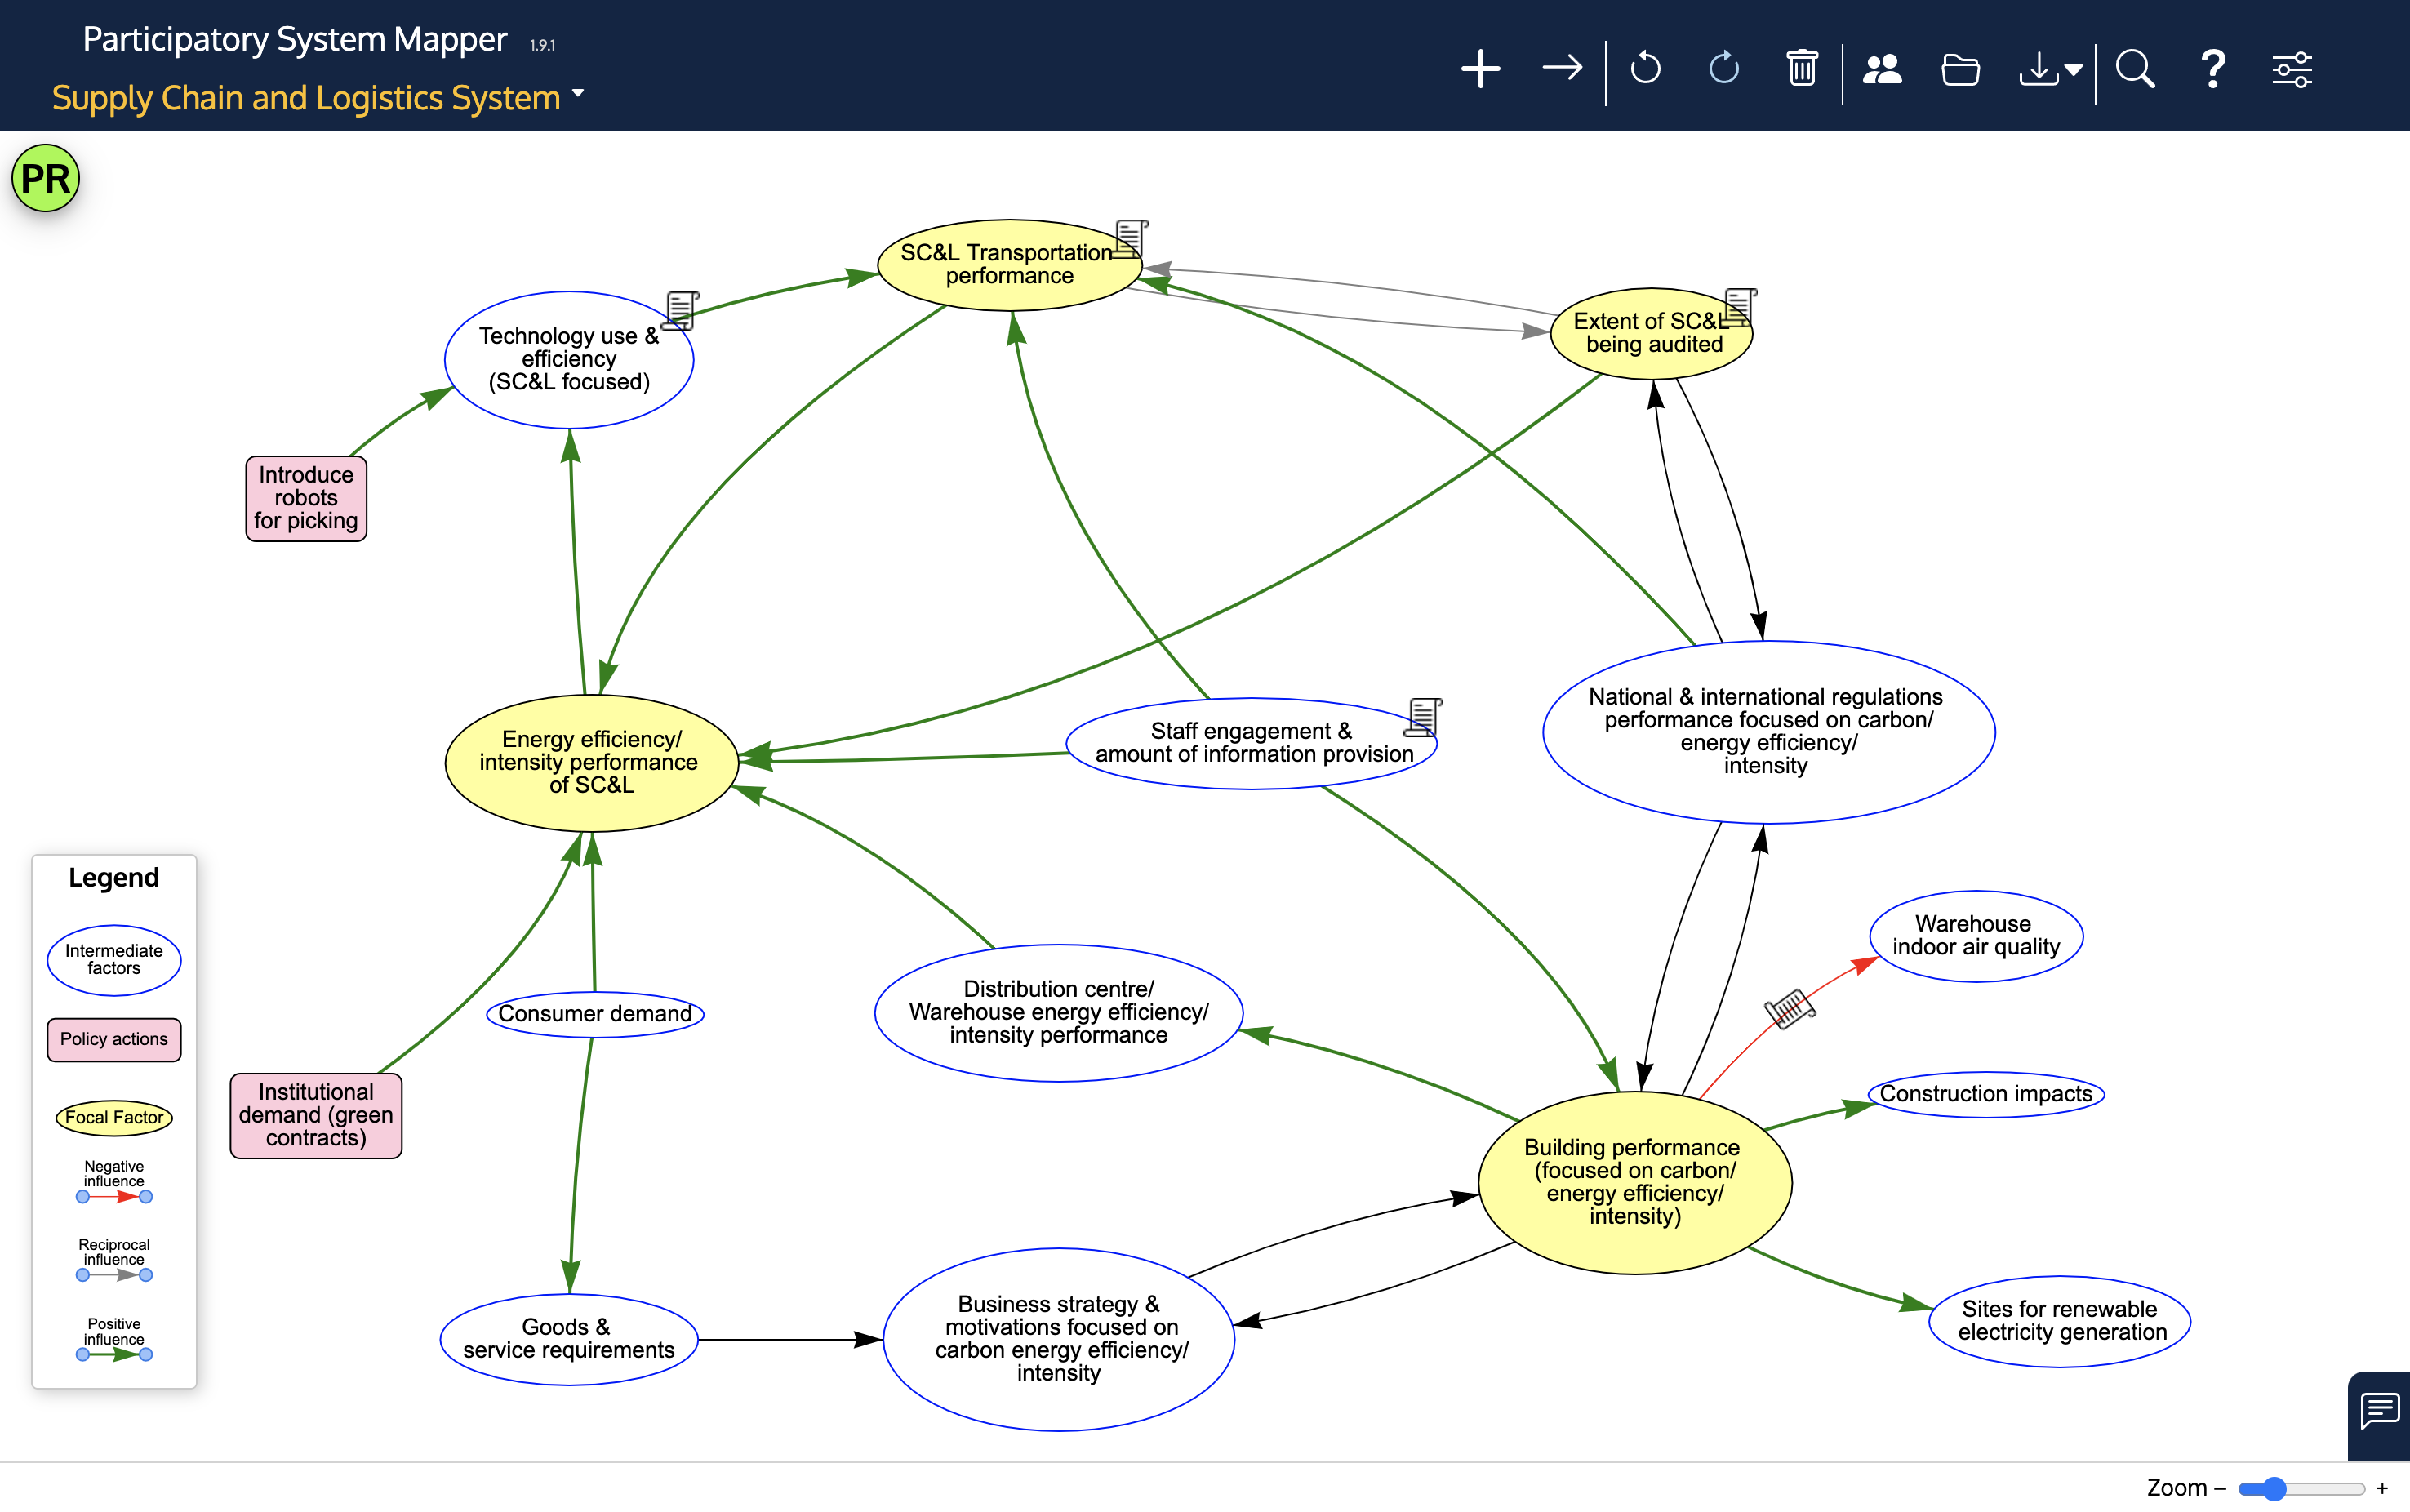 Participatory System Mapper 1.9.1
Supply Chain and Logistics System
PR
SC&L Transportation
performance
Technology use &
efficiency
(SC&L focused)
Extent of SC&L
being audited
Introduce
robots
for picking
Energy efficiency/
intensity performance
of SC&L
Staff engagement &
amount of information provision
National & international regulations
performance focused on carbon/
energy efficiency/
intensity
Legend
Intermediate
factors
Policy actions
Focal Factor
Negative
influence
Reciprocal
influence
Positive
influence
Institutional
demand (green
contracts)
Consumer demand
Distribution centre/
Warehouse energy efficiency/
intensity performance
Warehouse
indoor air quality
Construction impacts
Building performance
(focused on carbon/
energy efficiency/
intensity)
Goods &
service requirements
Business strategy &
motivations focused on
carbon energy efficiency/
intensity
Sites for renewable
electricity generation
Zoom − +